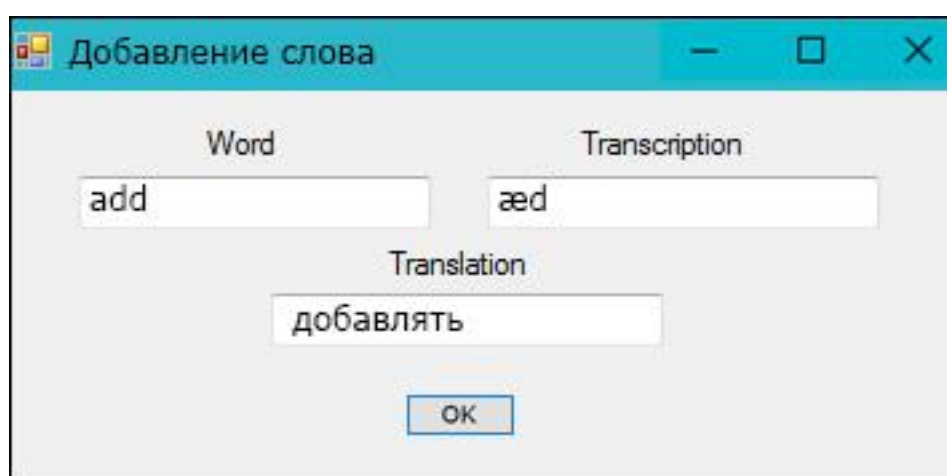 Добавление слова
Word Transcription
add æd
Translation
добавлять
OK